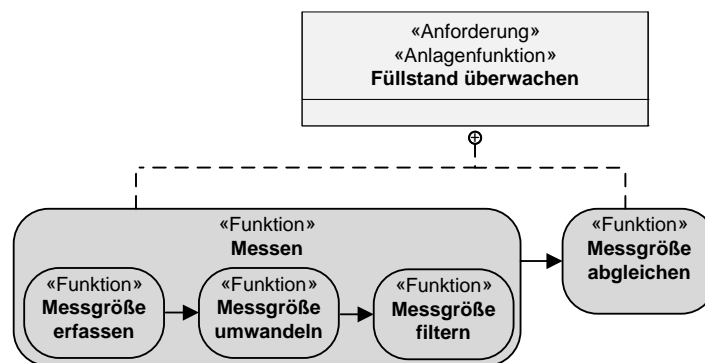 «Anforderung»
«Anlagenfunktion»
Füllstand überwachen
«Funktion»
Messen
«Funktion»
Messgröße
erfassen
«Funktion»
Messgröße
umwandeln
«Funktion»
Messgröße
filtern
«Funktion»
Messgröße
abgleichen